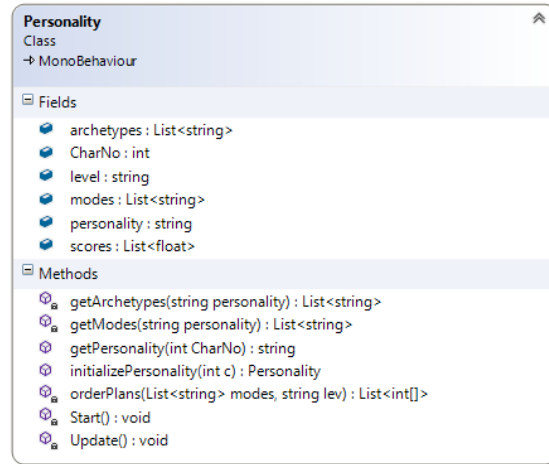 Personality
Class
MonoBehaviour
Fields
archetypes : List<string>
CharNo : int
level : string
modes : List<string>
personality : string
scores : List<float>
Methods
getArchetypes(string personality) : List<string>
getModes(string personality) : List<string>
getPersonality(int CharNo) : string
initializePersonality(int c) : Personality
orderPlans(List<string> modes, string lev) : List<int[]>
Start() : void
Update() : void